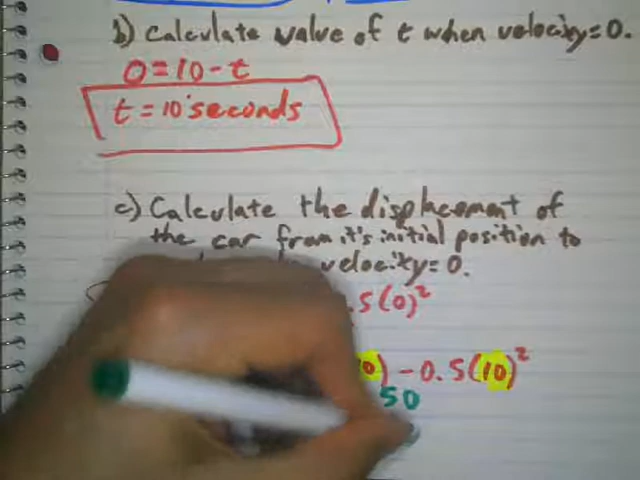 b) Calculate value of t when velocity=0.
0=10-t
t=10 seconds
c) Calculate the displacement of
the car from it's initial position to
velocity=0.
.5(0)²
0) -0.5(10)²
50